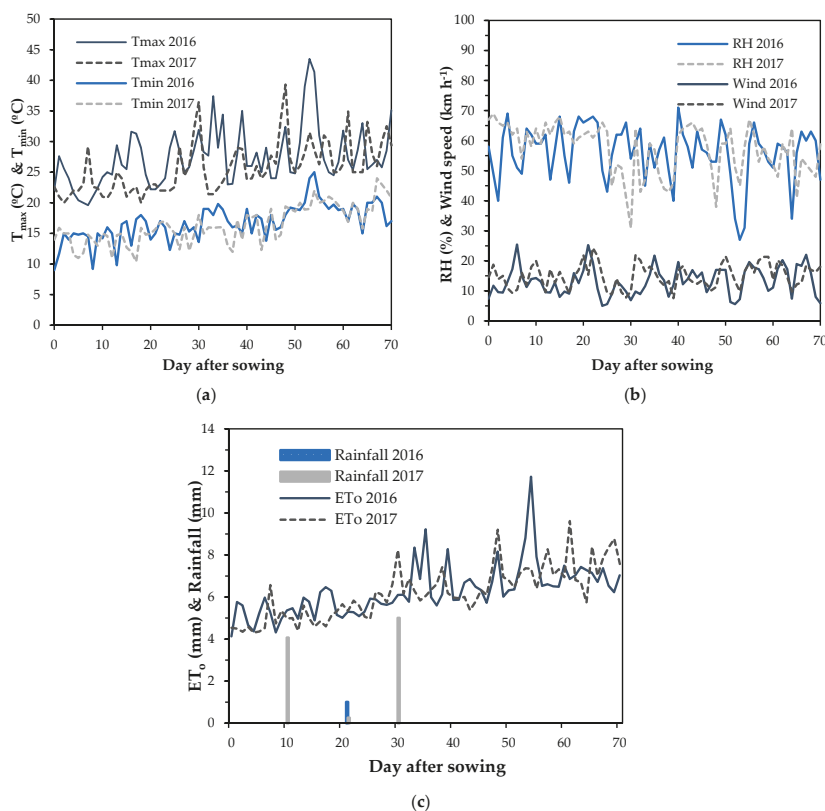 50
45
40
35
30
25
20
15
10
5
0
Tmax 2016
Tmax 2017
Tmin 2016
Tmin 2017
Tmax (ºC) & Tmin (ºC)
0 10 20 30 40 50 60 70
Day after sowing
(a)
100
90
80
70
60
50
40
30
20
10
0
RH 2016
RH 2017
Wind 2016
Wind 2017
RH (%) & Wind speed (km h⁻¹)
0 10 20 30 40 50 60 70
Day after sowing
(b)
14
12
10
8
6
4
2
0
Rainfall 2016
Rainfall 2017
ETo 2016
ETo 2017
ETo (mm) & Rainfall (mm)
0 10 20 30 40 50 60 70
Day after sowing
(c)